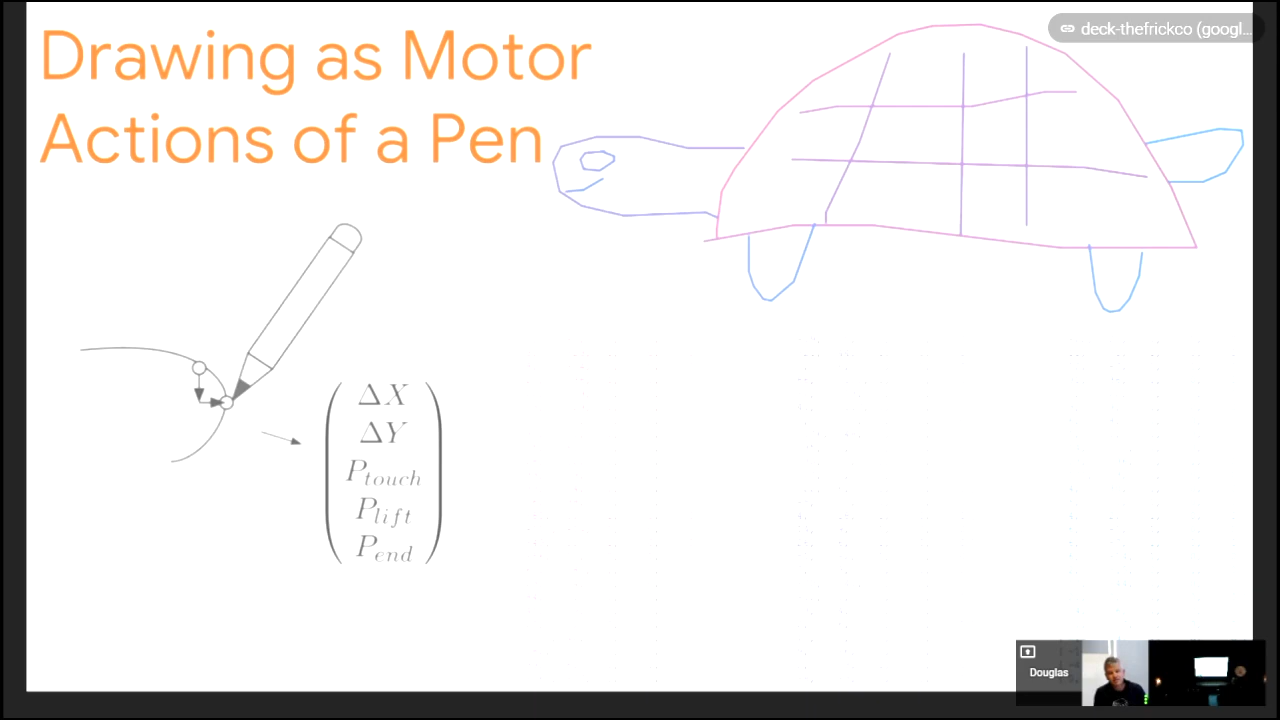 Drawing as Motor
Actions of a Pen
deck-thefrickco (googl...
ΔX
ΔY
P_touch
P_lift
P_end
Douglas